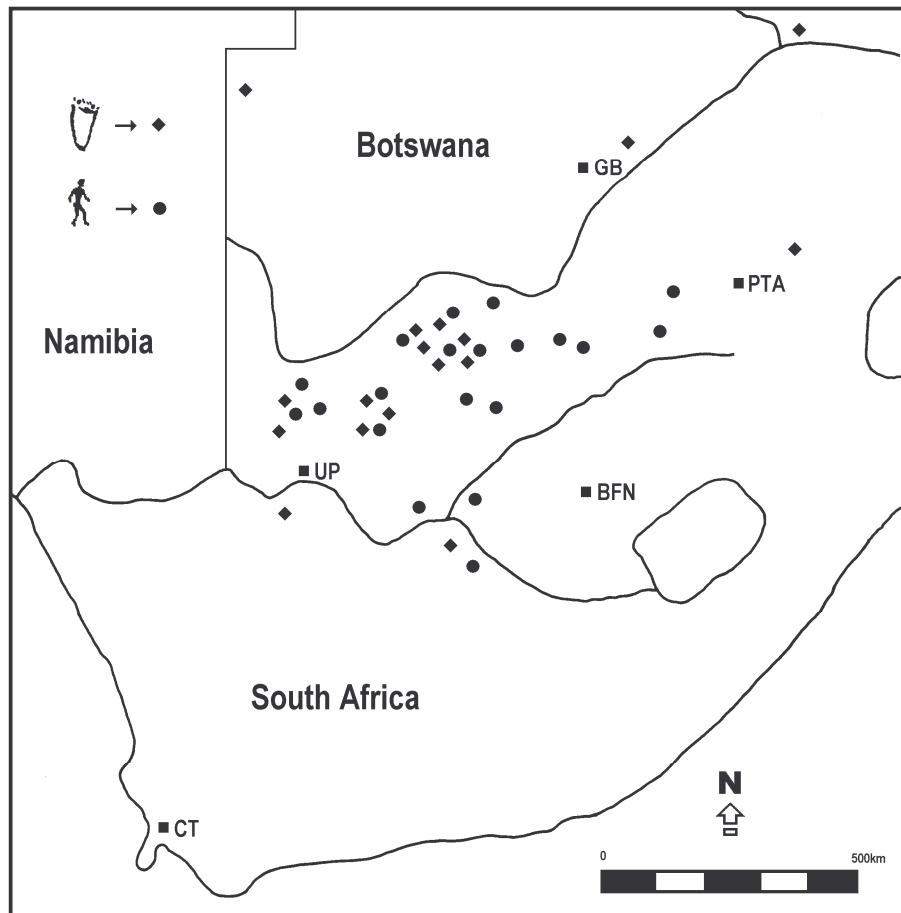 Botswana
GB
PTA
Namibia
UP
BFN
South Africa
N
CT
0 500km